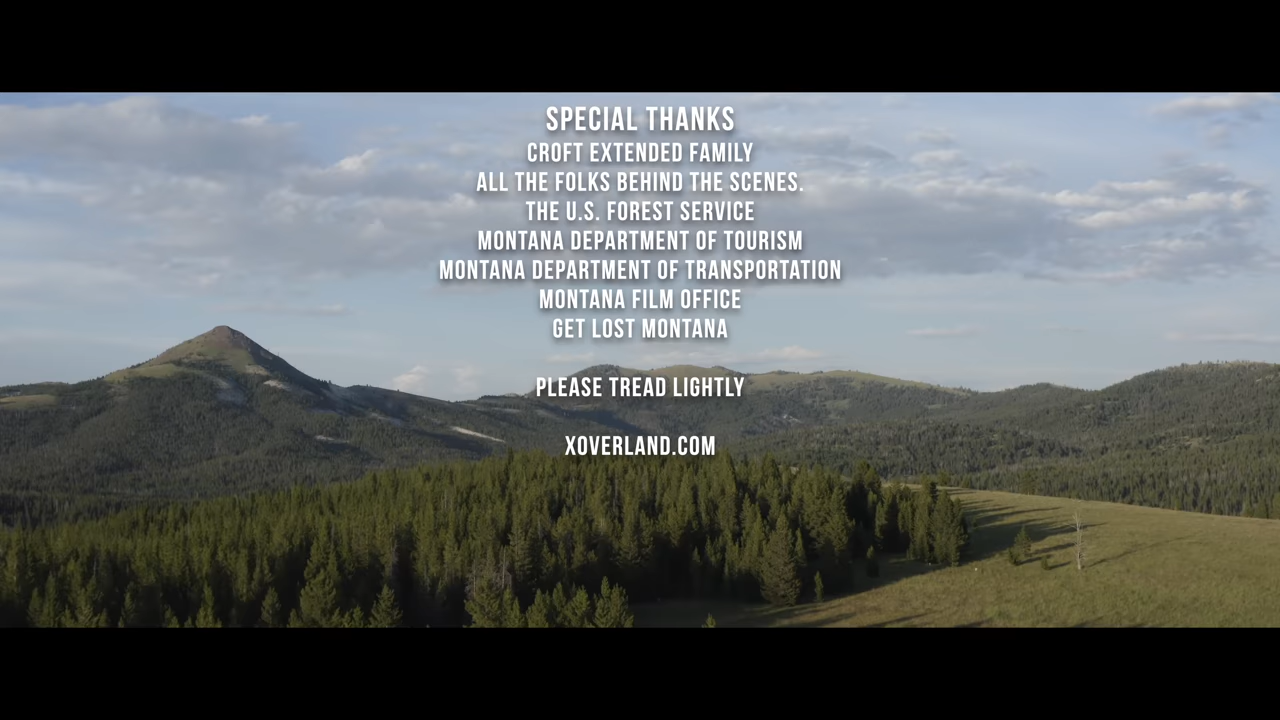 SPECIAL THANKS
CROFT EXTENDED FAMILY
ALL THE FOLKS BEHIND THE SCENES.
THE U.S. FOREST SERVICE
MONTANA DEPARTMENT OF TOURISM
MONTANA DEPARTMENT OF TRANSPORTATION
MONTANA FILM OFFICE
GET LOST MONTANA
PLEASE TREAD LIGHTLY
XOVERLAND.COM